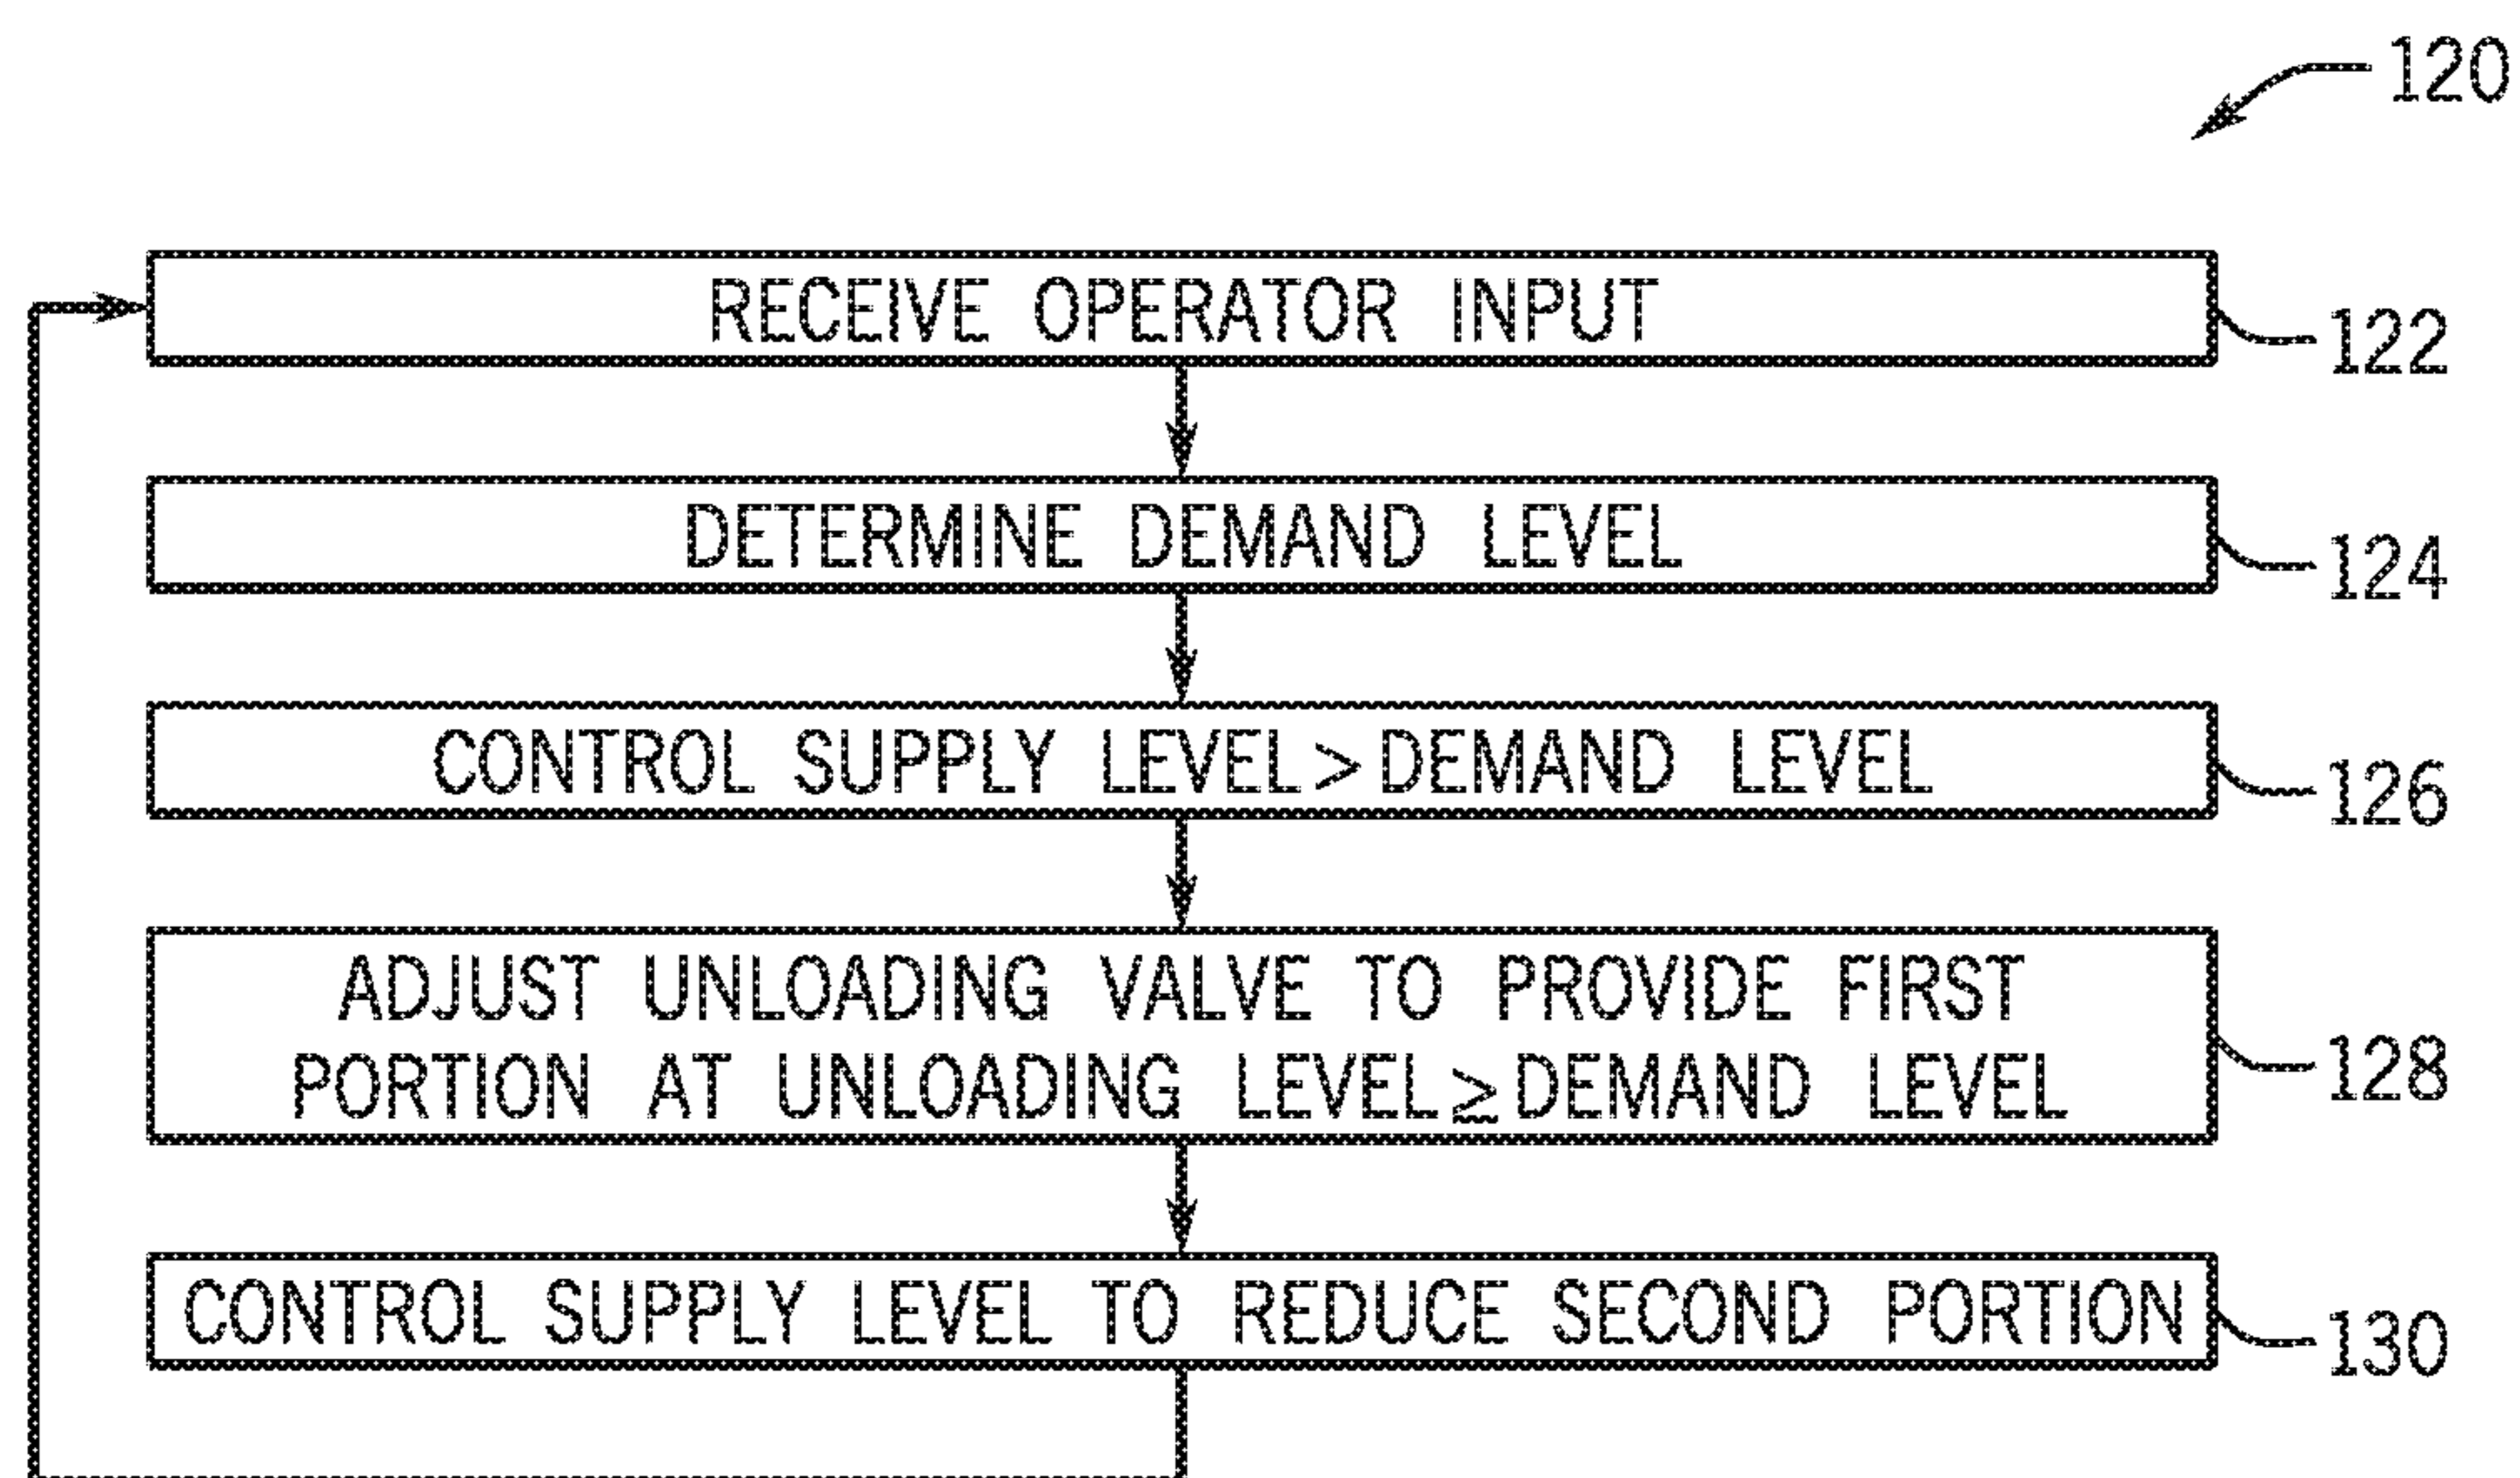 120
RECEIVE OPERATOR INPUT
122
DETERMINE DEMAND LEVEL
124
CONTROL SUPPLY LEVEL > DEMAND LEVEL
126
ADJUST UNLOADING VALVE TO PROVIDE FIRST
PORTION AT UNLOADING LEVEL ≥ DEMAND LEVEL
128
CONTROL SUPPLY LEVEL TO REDUCE SECOND PORTION
130